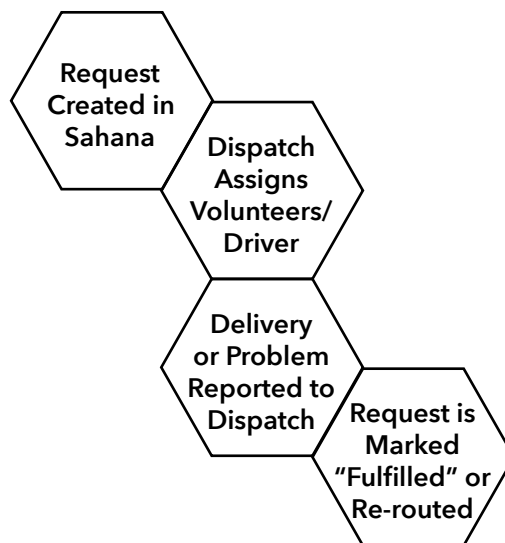 Request
Created in
Sahana
Dispatch
Assigns
Volunteers/
Driver
Delivery
or Problem
Reported to
Dispatch
Request is
Marked
“Fulfilled” or
Re-routed